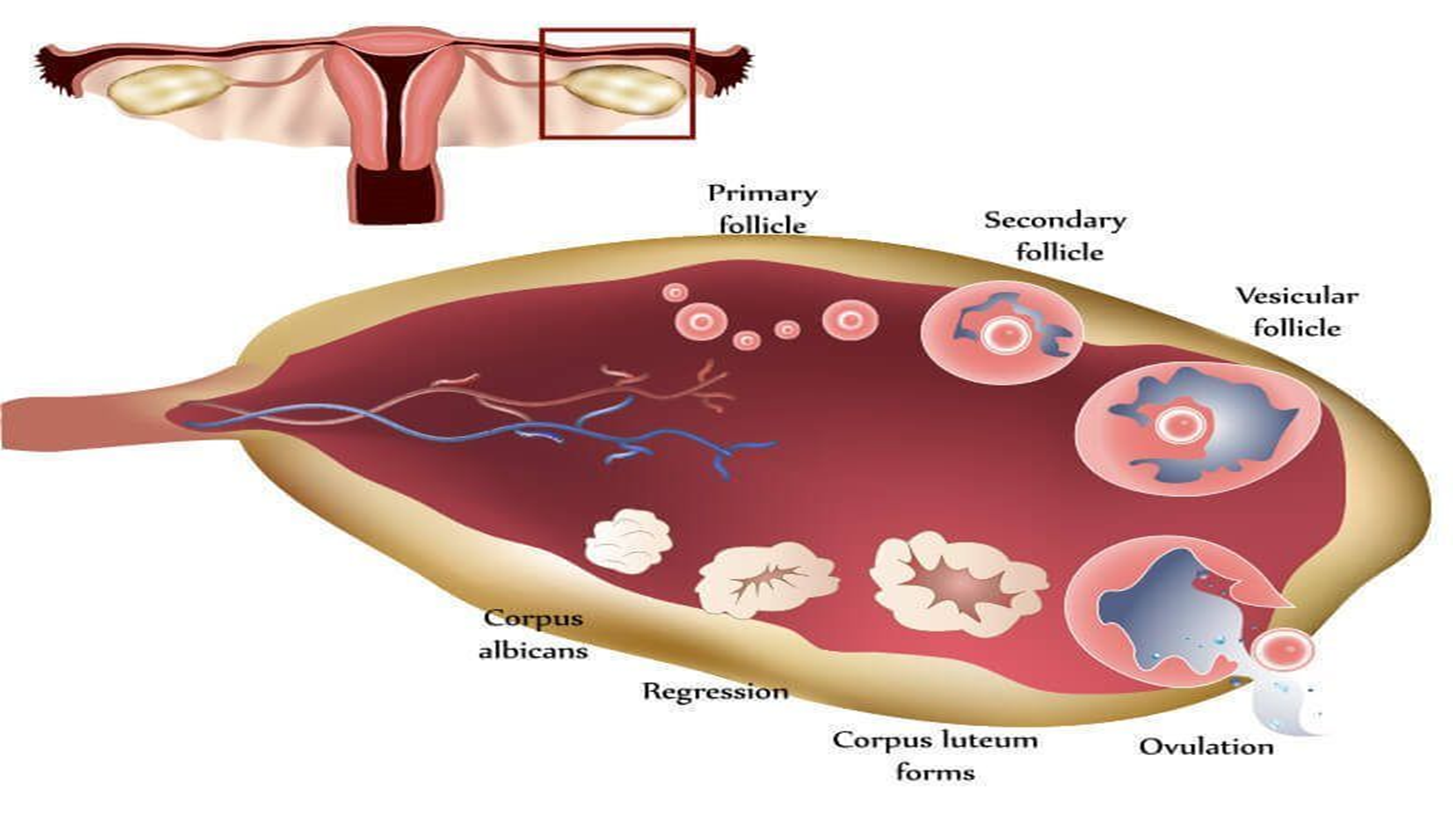 Primary
follicle
Secondary
follicle
Vesicular
follicle
Corpus
albicans
Regression
Corpus luteum
forms
Ovulation